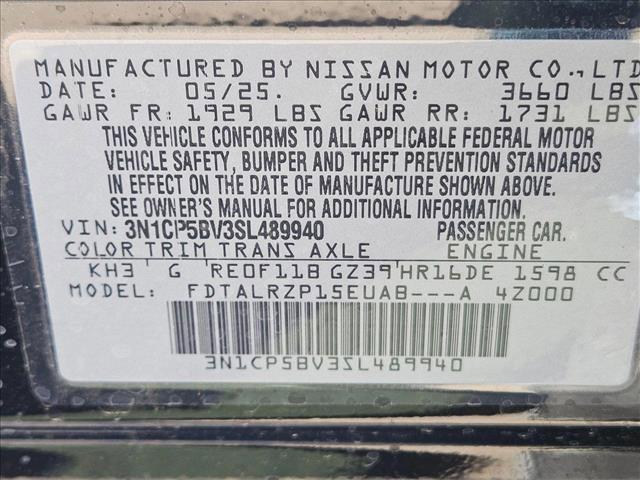 MANUFACTURED BY NISSAN MOTOR CO.,LTD
DATE: 05/25. GVWR: 3660 LBS
GAWR FR: 1929 LBS GAWR RR: 1731 LBS
THIS VEHICLE CONFORMS TO ALL APPLICABLE FEDERAL MOTOR
VEHICLE SAFETY, BUMPER AND THEFT PREVENTION STANDARDS
IN EFFECT ON THE DATE OF MANUFACTURE SHOWN ABOVE.
SEE OWNER'S MANUAL FOR ADDITIONAL INFORMATION.
VIN: 3N1CP5BV3SL489940 PASSENGER CAR.
COLOR TRIM TRANS AXLE ENGINE
KH3 G RE0F11B GZ39 HR16DE 1598 CC
MODEL: FDTALRZP15EUAB---A 4Z000
3N1CP5BV3SL489940